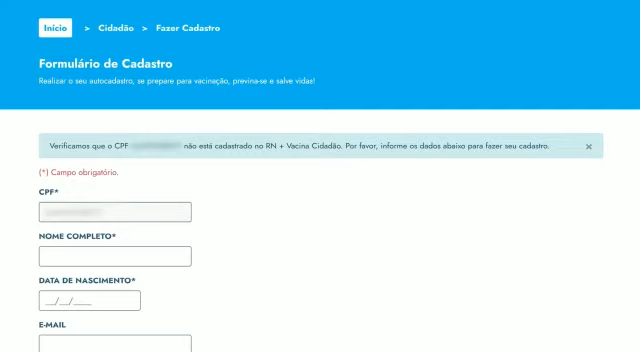 Início > Cidadão > Fazer Cadastro
Formulário de Cadastro
Realizar o seu autocadastro, se prepare para vacinação, previna-se e salve vidas!
Verificamos que o CPF não está cadastrado no RN + Vacina Cidadão. Por favor, informe os dados abaixo para fazer seu cadastro. ×
(*) Campo obrigatório.
CPF*
NOME COMPLETO*
DATA DE NASCIMENTO*
__/__/____
E-MAIL